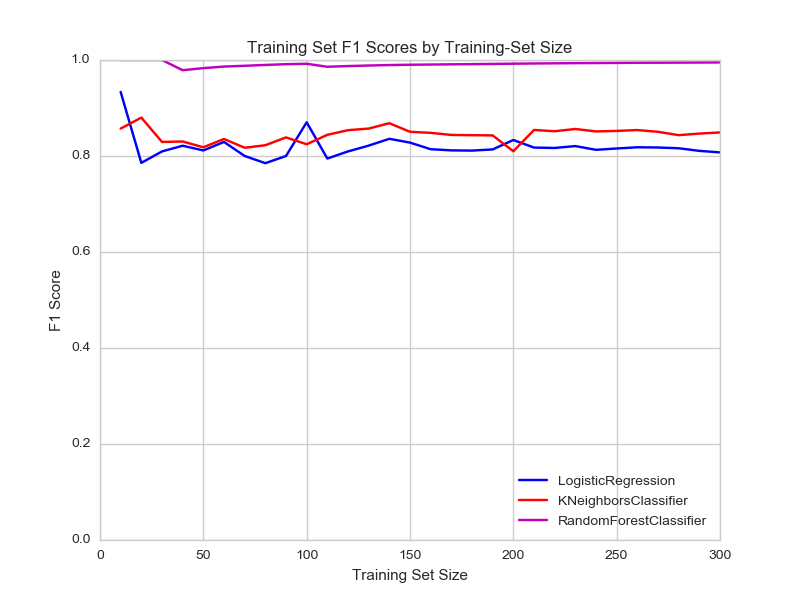 Training Set F1 Scores by Training-Set Size
1.0
0.8
0.6
0.4
0.2
0.0
F1 Score
LogisticRegression
KNeighborsClassifier
RandomForestClassifier
0 50 100 150 200 250 300
Training Set Size